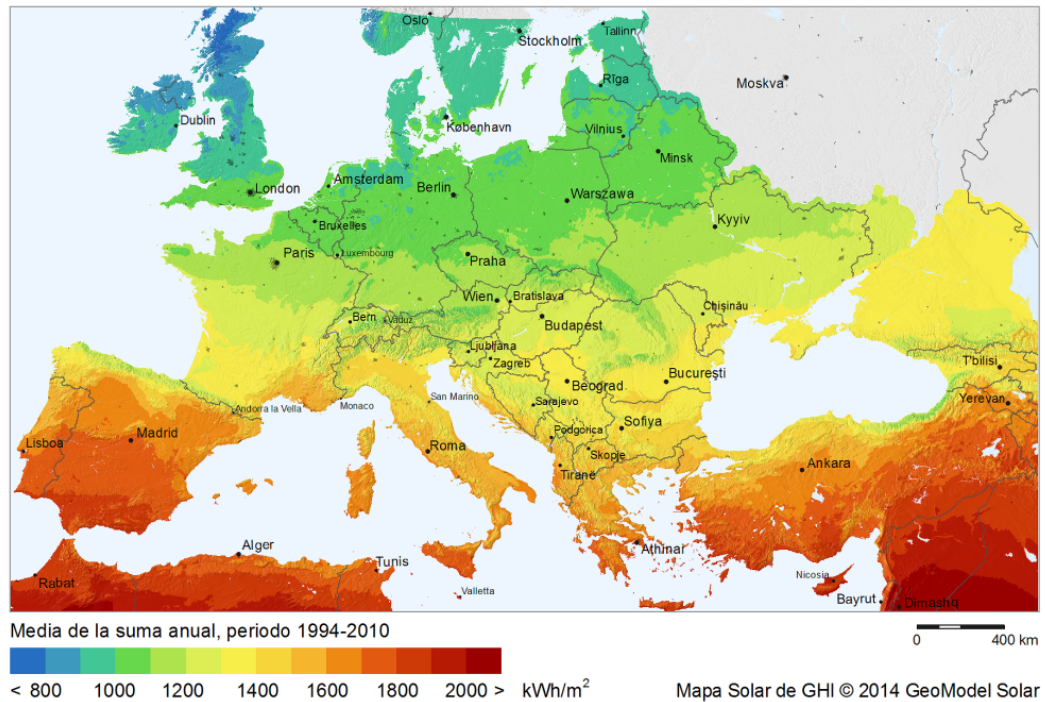 Oslo
Stockholm
Tallinn
Rīga
Moskva
Dublin
København
Vilnius
Minsk
London
Amsterdam
Berlin
Warszawa
Bruxelles
Kyyiv
Paris
Luxembourg
Praha
Wien
Bratislava
Chişinău
Bern
Vaduz
Budapest
Ljubljana
Zagreb
T'bilisi
Beograd
Bucureşti
Andorra la Vella
Monaco
San Marino
Sarajevo
Yerevan
Lisboa
Madrid
Roma
Podgorica
Sofiya
Skopje
Tiranë
Ankara
Alger
Athínai
Tunis
Rabat
Valletta
Nicosia
Bayrut
Dimashq
Media de la suma anual, periodo 1994-2010
0 400 km
< 800 1000 1200 1400 1600 1800 2000 > kWh/m²
Mapa Solar de GHI © 2014 GeoModel Solar